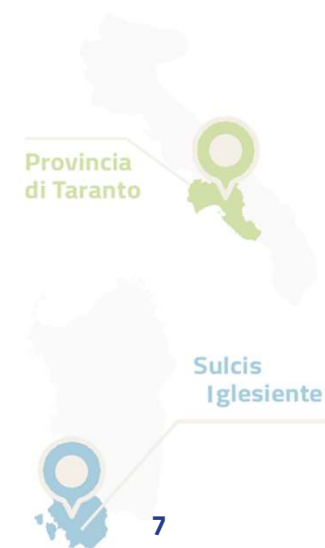 Provincia
di Taranto
Sulcis
Iglesiente
7